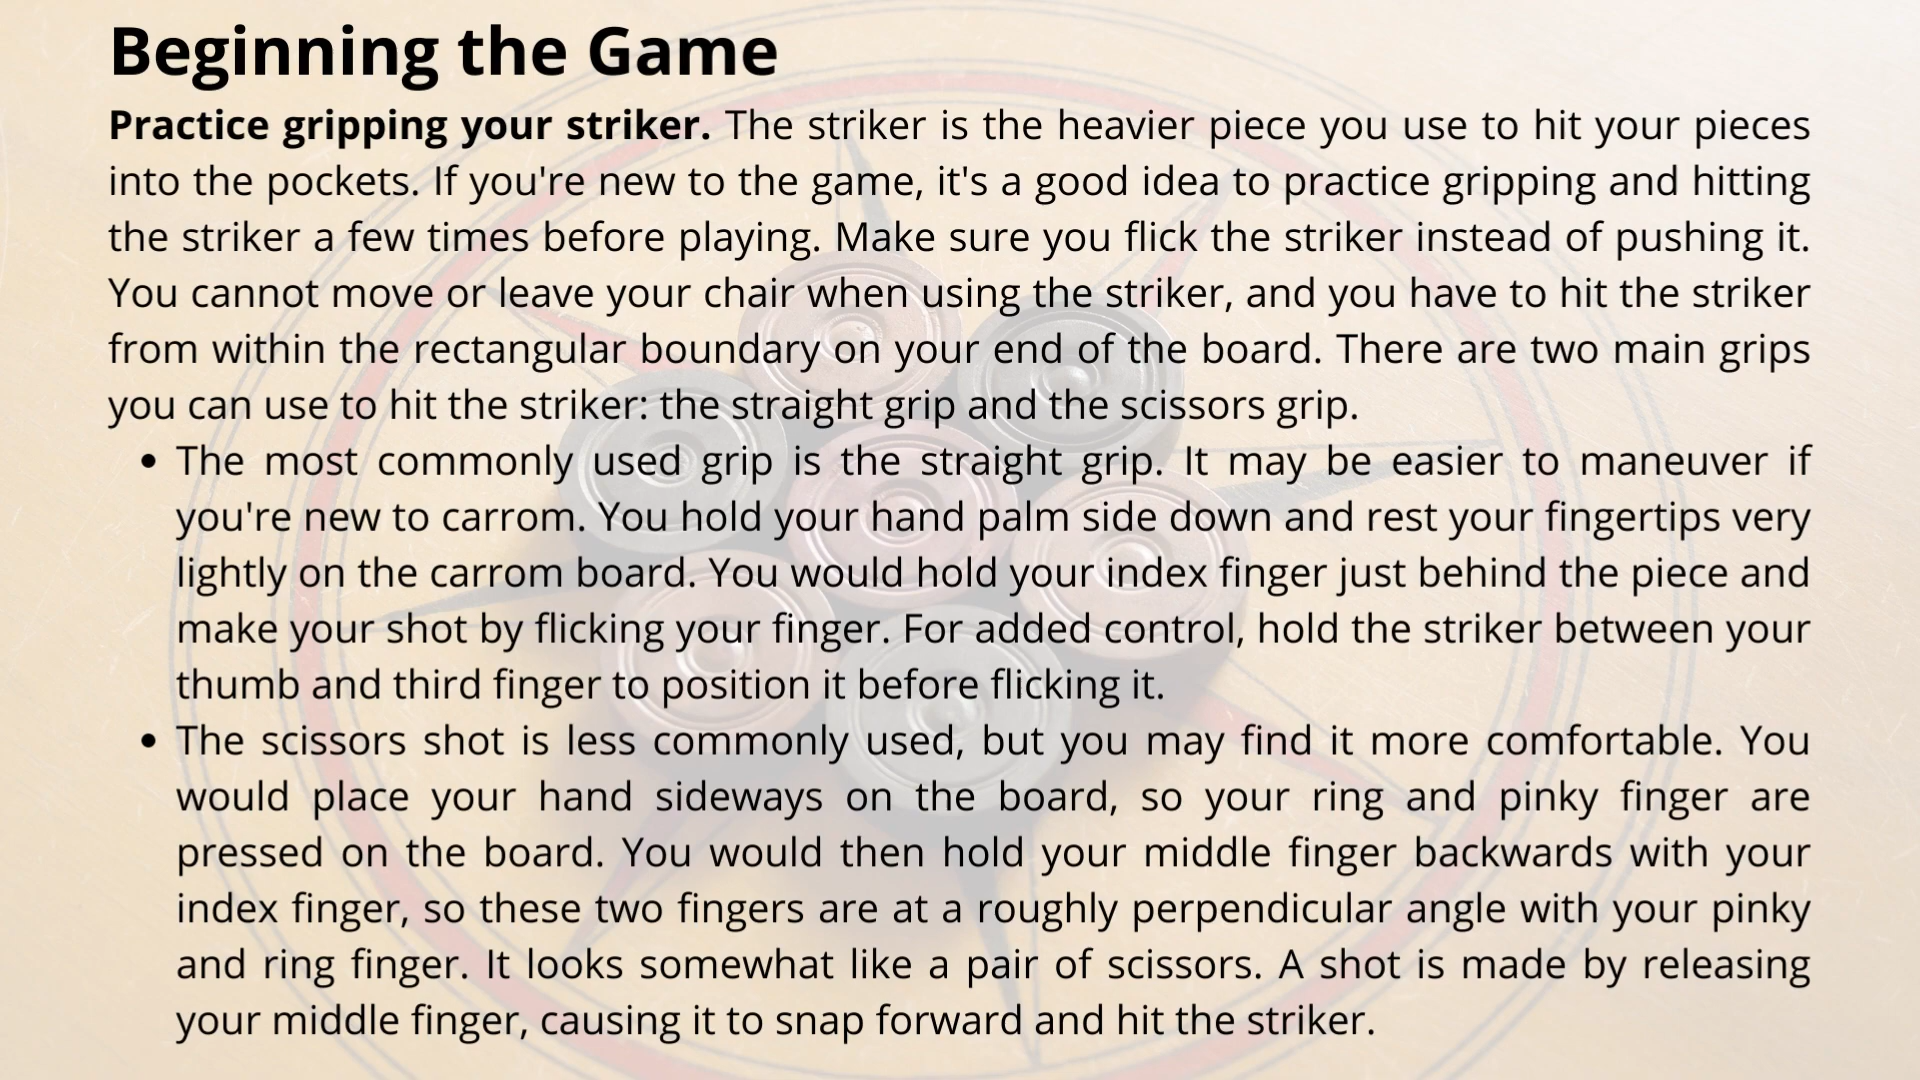 Beginning the Game
Practice gripping your striker. The striker is the heavier piece you use to hit your pieces
into the pockets. If you're new to the game, it's a good idea to practice gripping and hitting
the striker a few times before playing. Make sure you flick the striker instead of pushing it.
You cannot move or leave your chair when using the striker, and you have to hit the striker
from within the rectangular boundary on your end of the board. There are two main grips
you can use to hit the striker: the straight grip and the scissors grip.
• The most commonly used grip is the straight grip. It may be easier to maneuver if
you're new to carrom. You hold your hand palm side down and rest your fingertips very
lightly on the carrom board. You would hold your index finger just behind the piece and
make your shot by flicking your finger. For added control, hold the striker between your
thumb and third finger to position it before flicking it.
• The scissors shot is less commonly used, but you may find it more comfortable. You
would place your hand sideways on the board, so your ring and pinky finger are
pressed on the board. You would then hold your middle finger backwards with your
index finger, so these two fingers are at a roughly perpendicular angle with your pinky
and ring finger. It looks somewhat like a pair of scissors. A shot is made by releasing
your middle finger, causing it to snap forward and hit the striker.